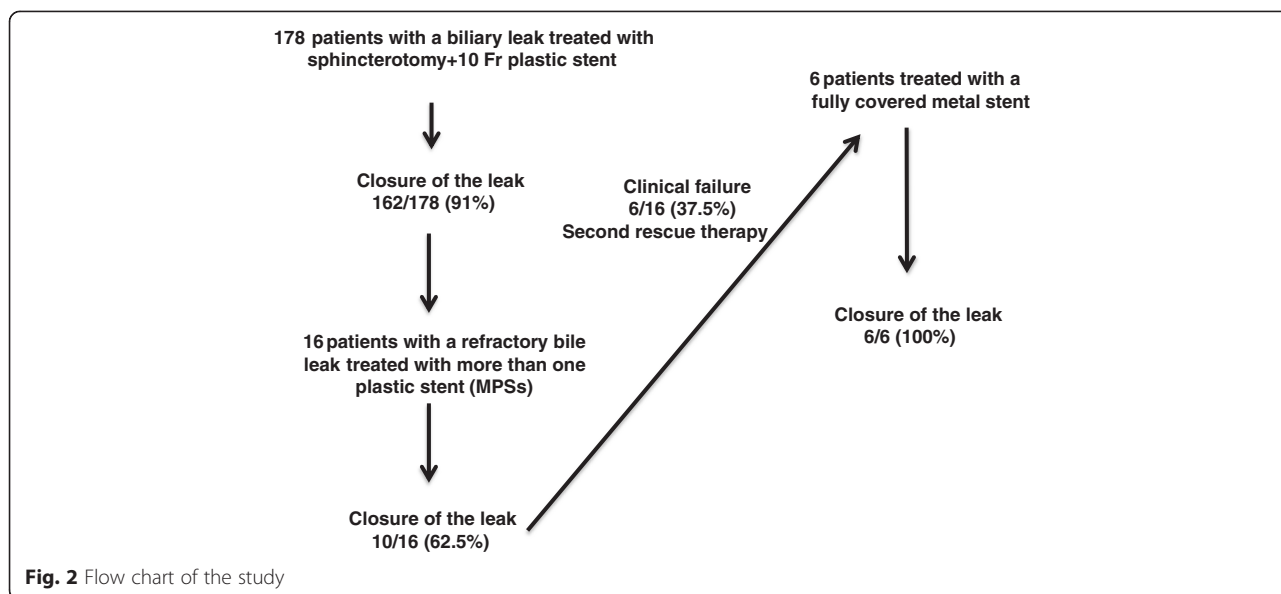 178 patients with a biliary leak treated with
sphincterotomy+10 Fr plastic stent
Closure of the leak
162/178 (91%)
16 patients with a refractory bile
leak treated with more than one
plastic stent (MPSs)
Closure of the leak
10/16 (62.5%)
Clinical failure
6/16 (37.5%)
Second rescue therapy
6 patients treated with a
fully covered metal stent
Closure of the leak
6/6 (100%)
Fig. 2 Flow chart of the study